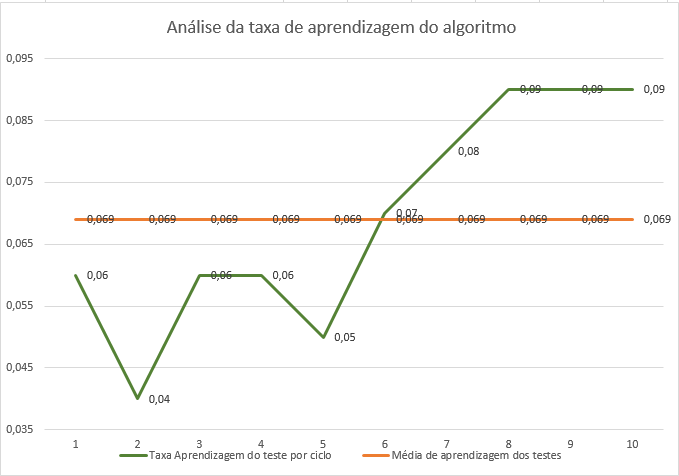 Análise da taxa de aprendizagem do algoritmo
0,095
0,09 0,09 0,09
0,085
0,08
0,075
0,07
0,069 0,069 0,069 0,069 0,069 0,069 0,069 0,069 0,069 0,069
0,065
0,06 0,06 0,06
0,055
0,05
0,045
0,04
0,035
1 2 3 4 5 6 7 8 9 10
Taxa Aprendizagem do teste por ciclo Média de aprendizagem dos testes